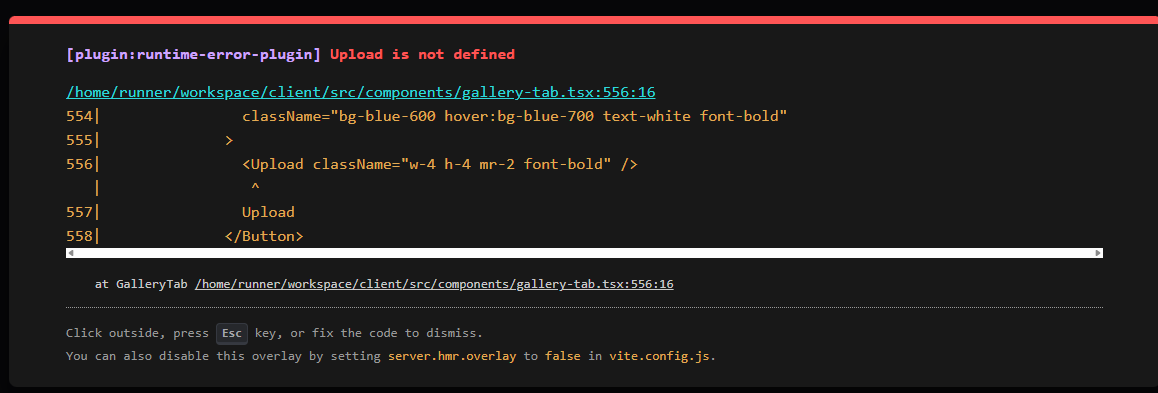 [plugin:runtime-error-plugin] Upload is not defined
/home/runner/workspace/client/src/components/gallery-tab.tsx:556:16
554|                className="bg-blue-600 hover:bg-blue-700 text-white font-bold"
555|              >
556|                <Upload className="w-4 h-4 mr-2 font-bold" />
   |                 ^
557|                Upload
558|              </Button>
at GalleryTab /home/runner/workspace/client/src/components/gallery-tab.tsx:556:16
Click outside, press Esc key, or fix the code to dismiss.
You can also disable this overlay by setting server.hmr.overlay to false in vite.config.js.